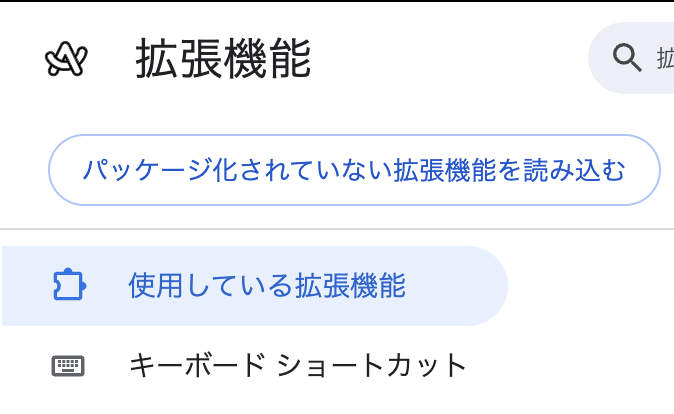 拡張機能
拡
パッケージ化されていない拡張機能を読み込む
使用している拡張機能
キーボード ショートカット